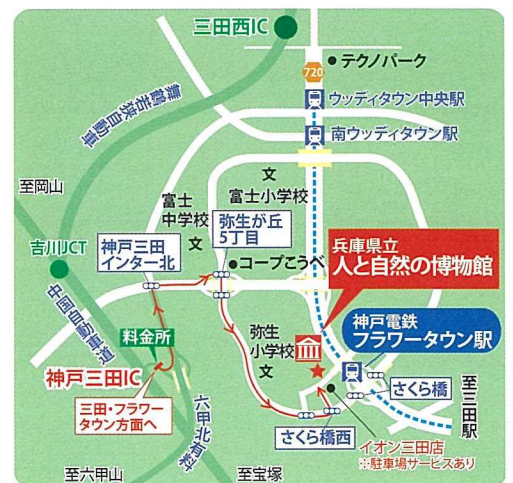 三田西IC
テクノパーク
720
ウッディタウン中央駅
南ウッディタウン駅
舞鶴若狭自動車
至岡山
文
富士小学校
富士
中学校
文
弥生が丘
5丁目
吉川JCT
神戸三田
インター北
コープこうべ
兵庫県立
人と自然の博物館
中国自動車道
料金所
神戸電鉄
フラワータウン駅
弥生
小学校
文
神戸三田IC
三田・フラワー
タウン方面へ
さくら橋
至三田駅
さくら橋西
六甲北有料
イオン三田店
※駐車場サービスあり
至六甲山
至宝塚